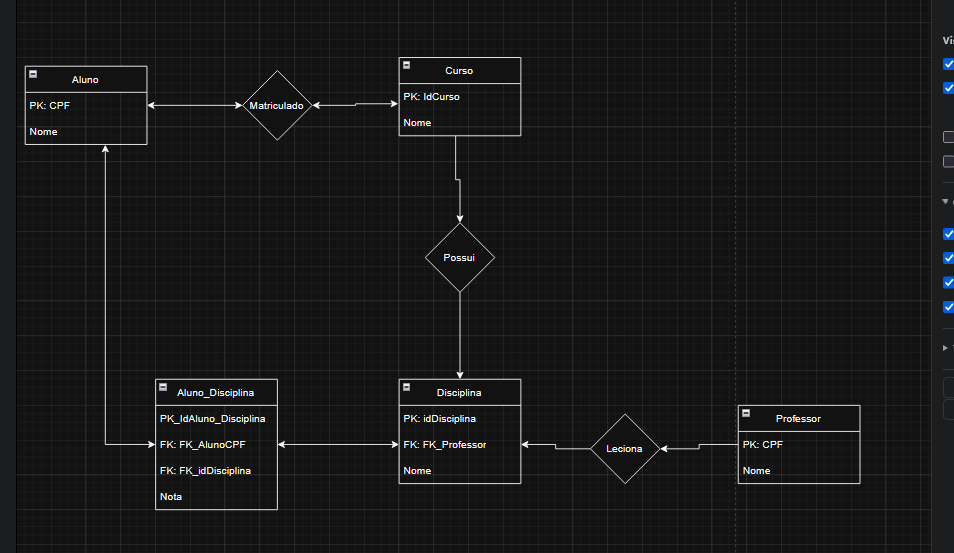 Aluno
PK: CPF
Nome
Matriculado
Curso
PK: IdCurso
Nome
Possui
Aluno_Disciplina
PK_IdAluno_Disciplina
FK: FK_AlunoCPF
FK: FK_idDisciplina
Nota
Disciplina
PK: idDisciplina
FK: FK_Professor
Nome
Leciona
Professor
PK: CPF
Nome